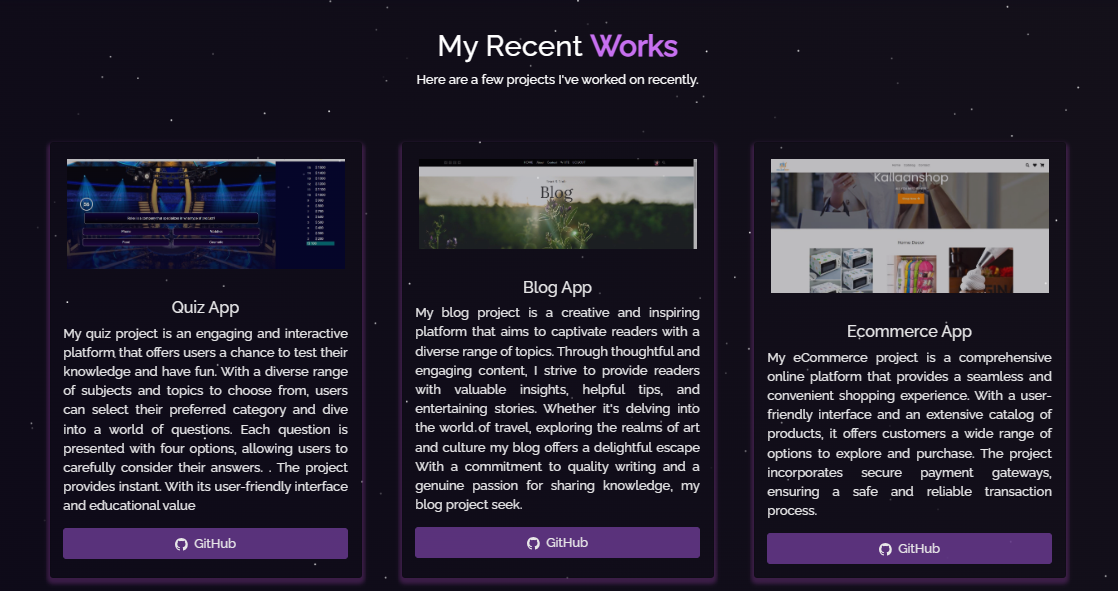 My Recent Works
Here are a few projects I've worked on recently.
Blog
Kallaanshop
Home Decor
Quiz App
My quiz project is an engaging and interactive
platform that offers users a chance to test their
knowledge and have fun. With a diverse range
of subjects and topics to choose from, users
can select their preferred category and dive
into a world of questions. Each question is
presented with four options, allowing users to
carefully consider their answers. . The project
provides instant. With its user-friendly interface
and educational value
GitHub
Blog App
My blog project is a creative and inspiring
platform that aims to captivate readers with a
diverse range of topics. Through thoughtful and
engaging content, I strive to provide readers
with valuable insights, helpful tips, and
entertaining stories. Whether it's delving into
the world of travel, exploring the realms of art
and culture my blog offers a delightful escape
With a commitment to quality writing and a
genuine passion for sharing knowledge, my
blog project seek.
GitHub
Ecommerce App
My eCommerce project is a comprehensive
online platform that provides a seamless and
convenient shopping experience. With a user-
friendly interface and an extensive catalog of
products, it offers customers a wide range of
options to explore and purchase. The project
incorporates secure payment gateways,
ensuring a safe and reliable transaction
process.
GitHub